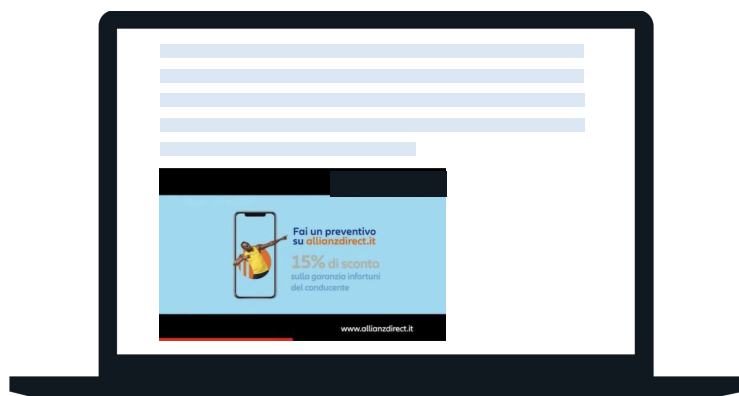 Fai un preventivo
su allianzdirect.it
15% di sconto
sulla garanzia infortuni
del conducente
www.allianzdirect.it